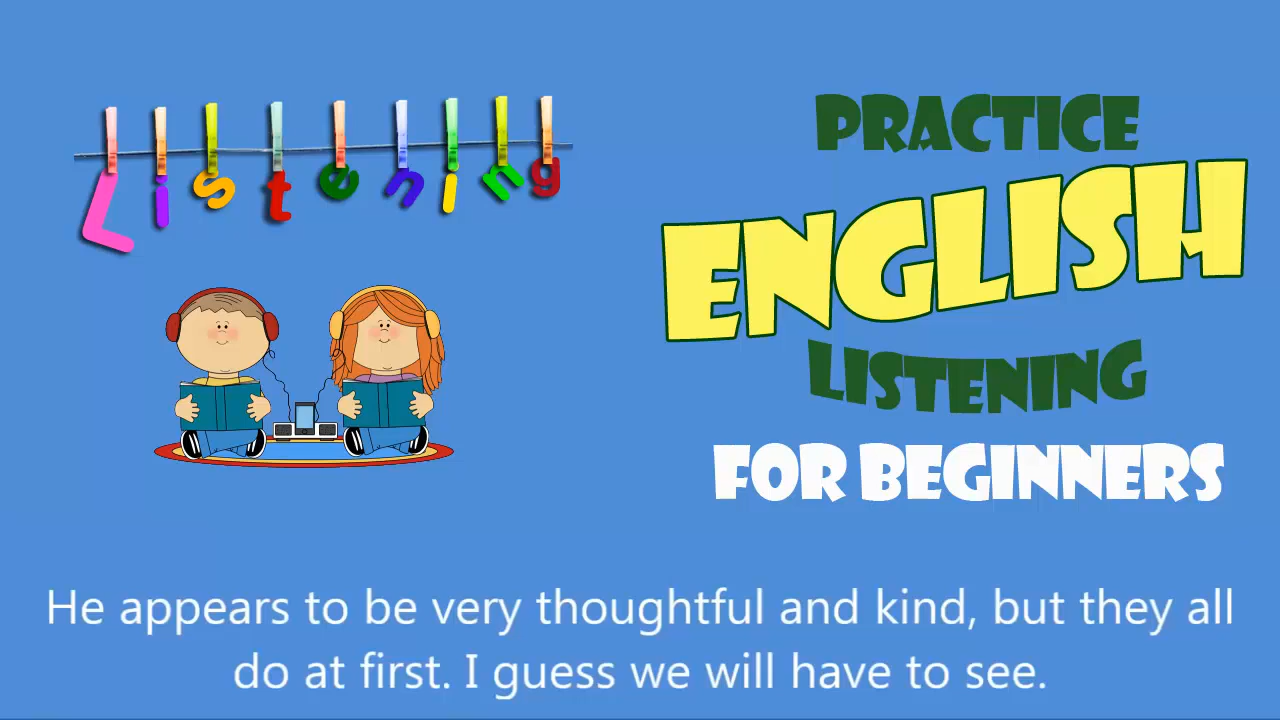 Listening
PRACTICE
ENGLISH
LISTENING
FOR BEGINNERS
He appears to be very thoughtful and kind, but they all
do at first. I guess we will have to see.